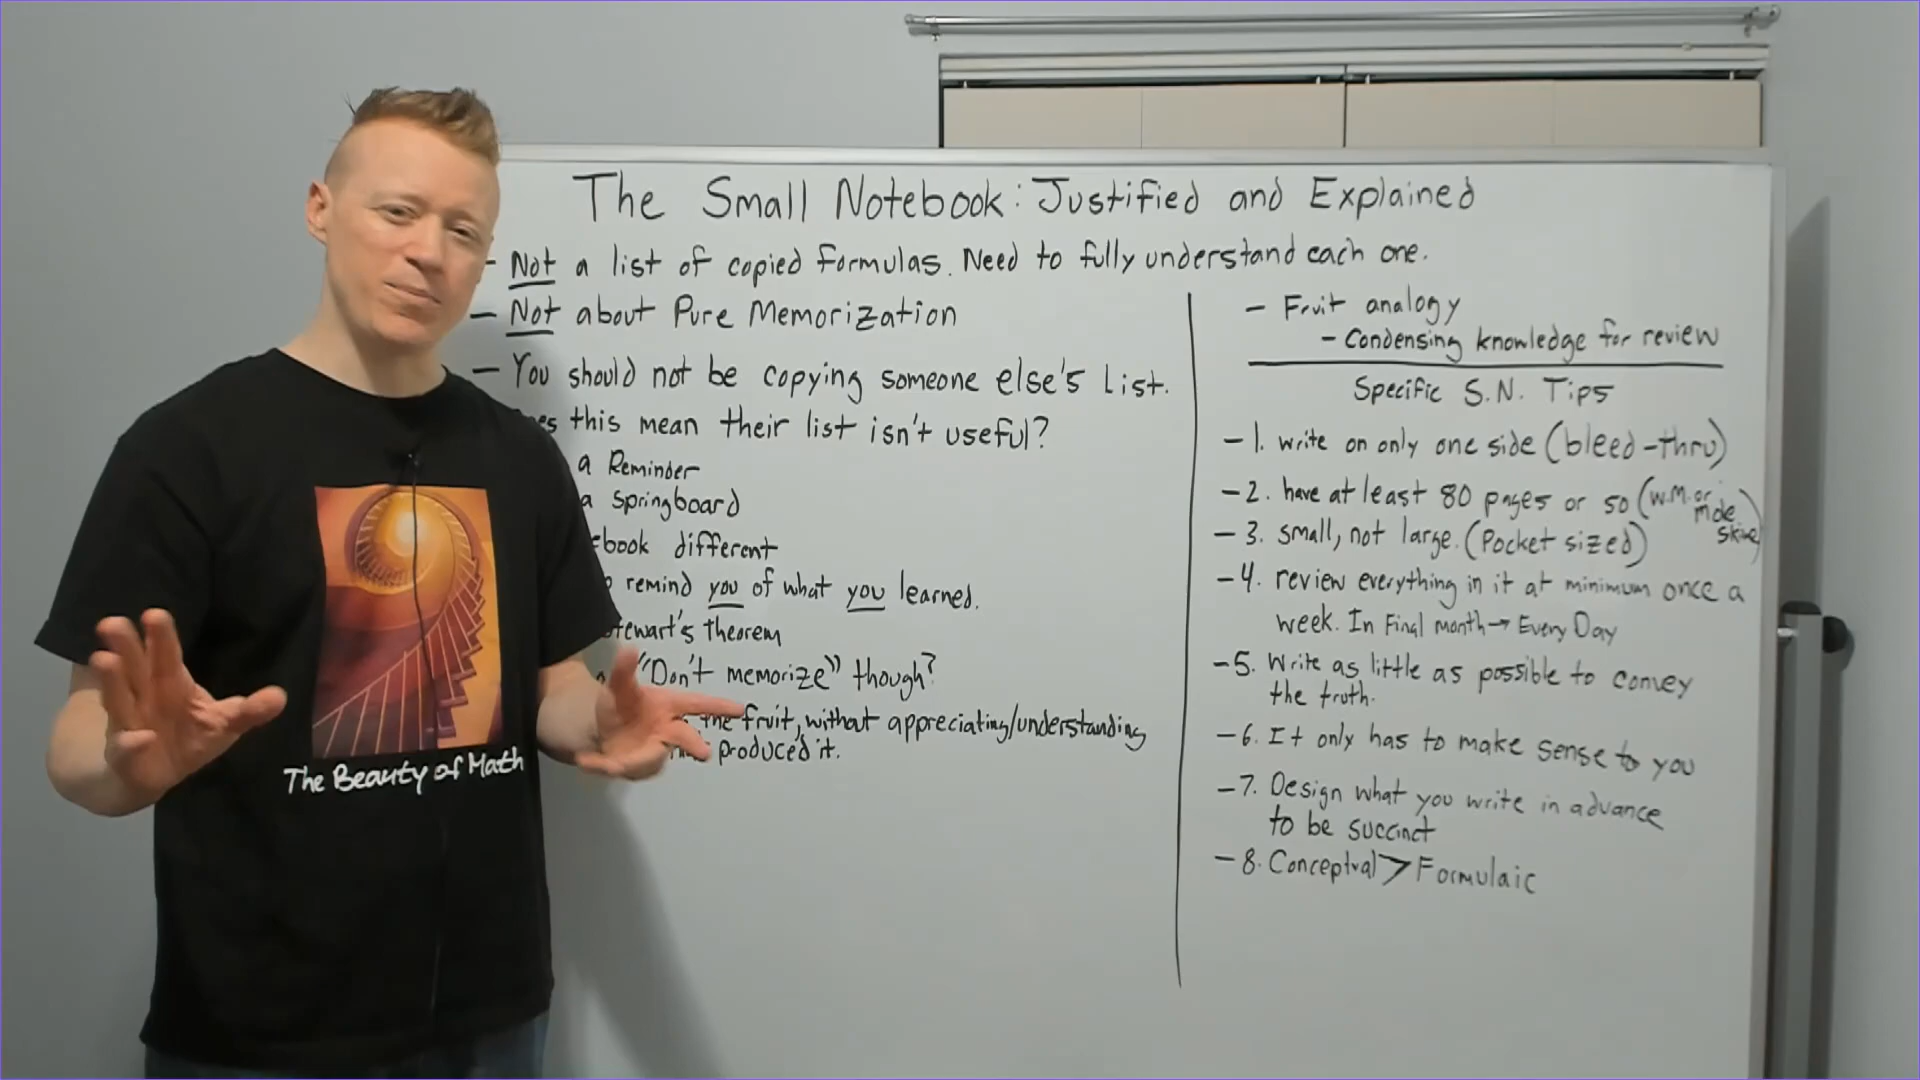 The Small Notebook: Justified and Explained
- Not a list of copied formulas. Need to fully understand each one.
- Not about Pure Memorization
- You should not be copying someone else's list.
this mean their list isn't useful?
a Reminder
a springboard
different
remind you of what you learned.
Stewart's theorem
"Don't memorize" though?
the fruit, without appreciating/understanding
produced it.
- Fruit analogy
- Condensing knowledge for review
Specific S.N. Tips
- 1. write on only one side (bleed-thru)
- 2. have at least 80 pages or so (W.M. or moleskine)
- 3. small, not large. (Pocket sized)
- 4. review everything in it at minimum once a
week. In Final month → Every Day
- 5. Write as little as possible to convey
the truth.
- 6. It only has to make sense to you
- 7. Design what you write in advance
to be succinct
- 8. Conceptual > Formulaic
The Beauty of Math